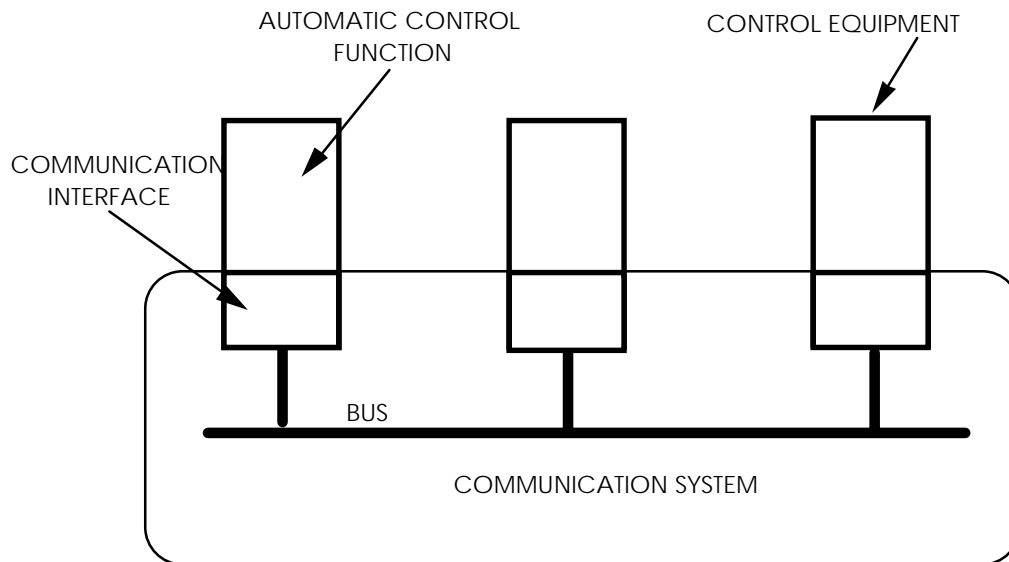 AUTOMATIC CONTROL
FUNCTION
CONTROL EQUIPMENT
COMMUNICATION
INTERFACE
BUS
COMMUNICATION SYSTEM